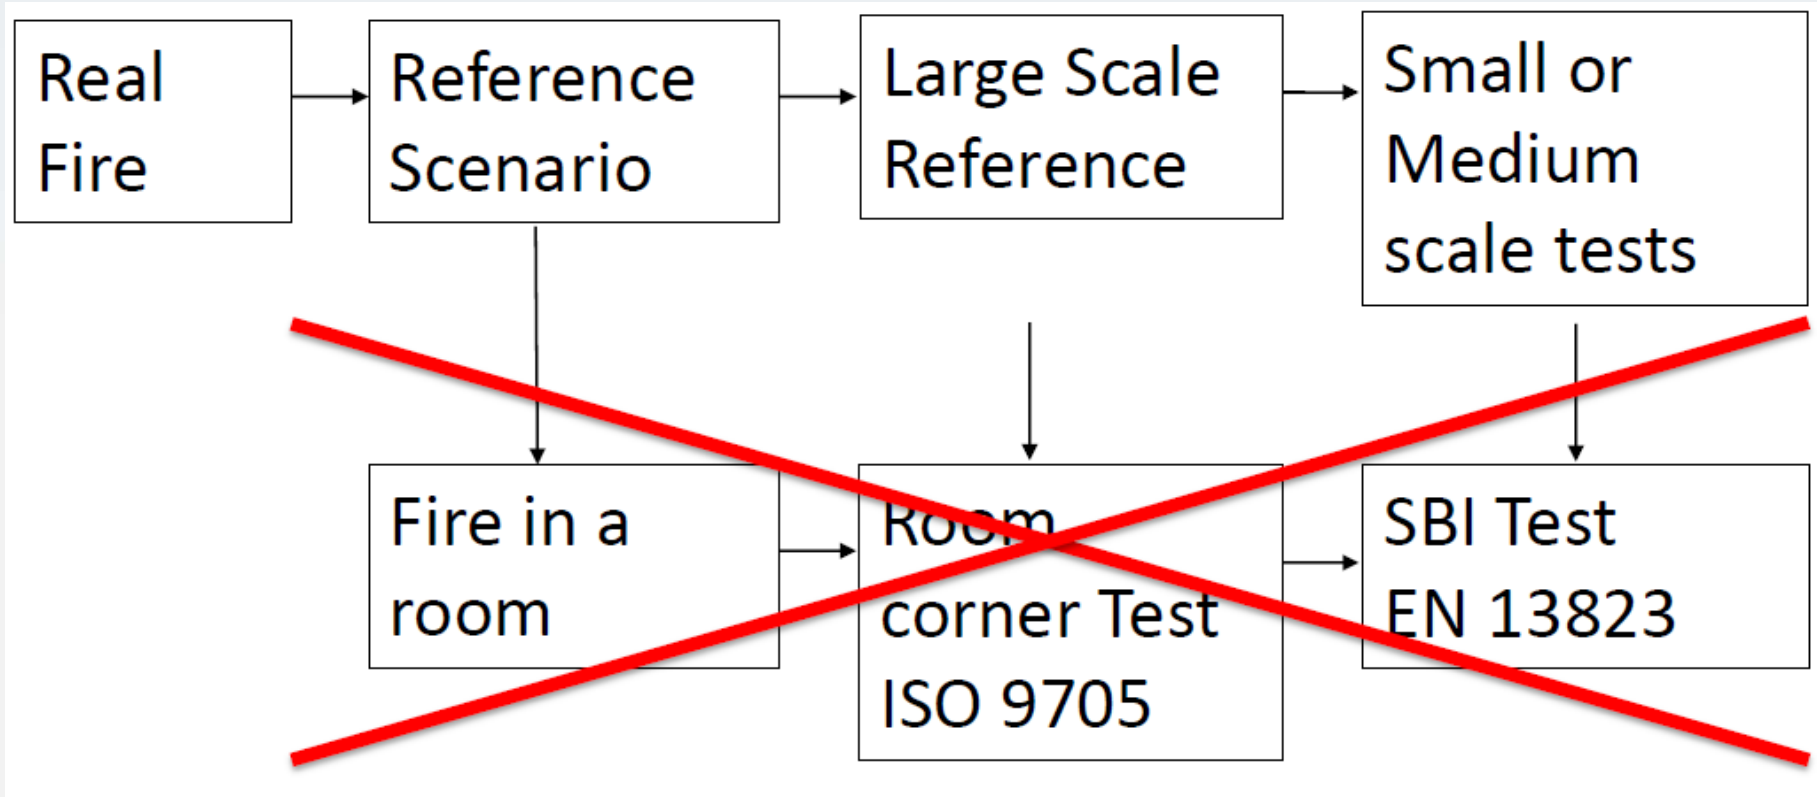 Real
Fire
Reference
Scenario
Large Scale
Reference
Small or
Medium
scale tests
Fire in a
room
Room
corner Test
ISO 9705
SBI Test
EN 13823